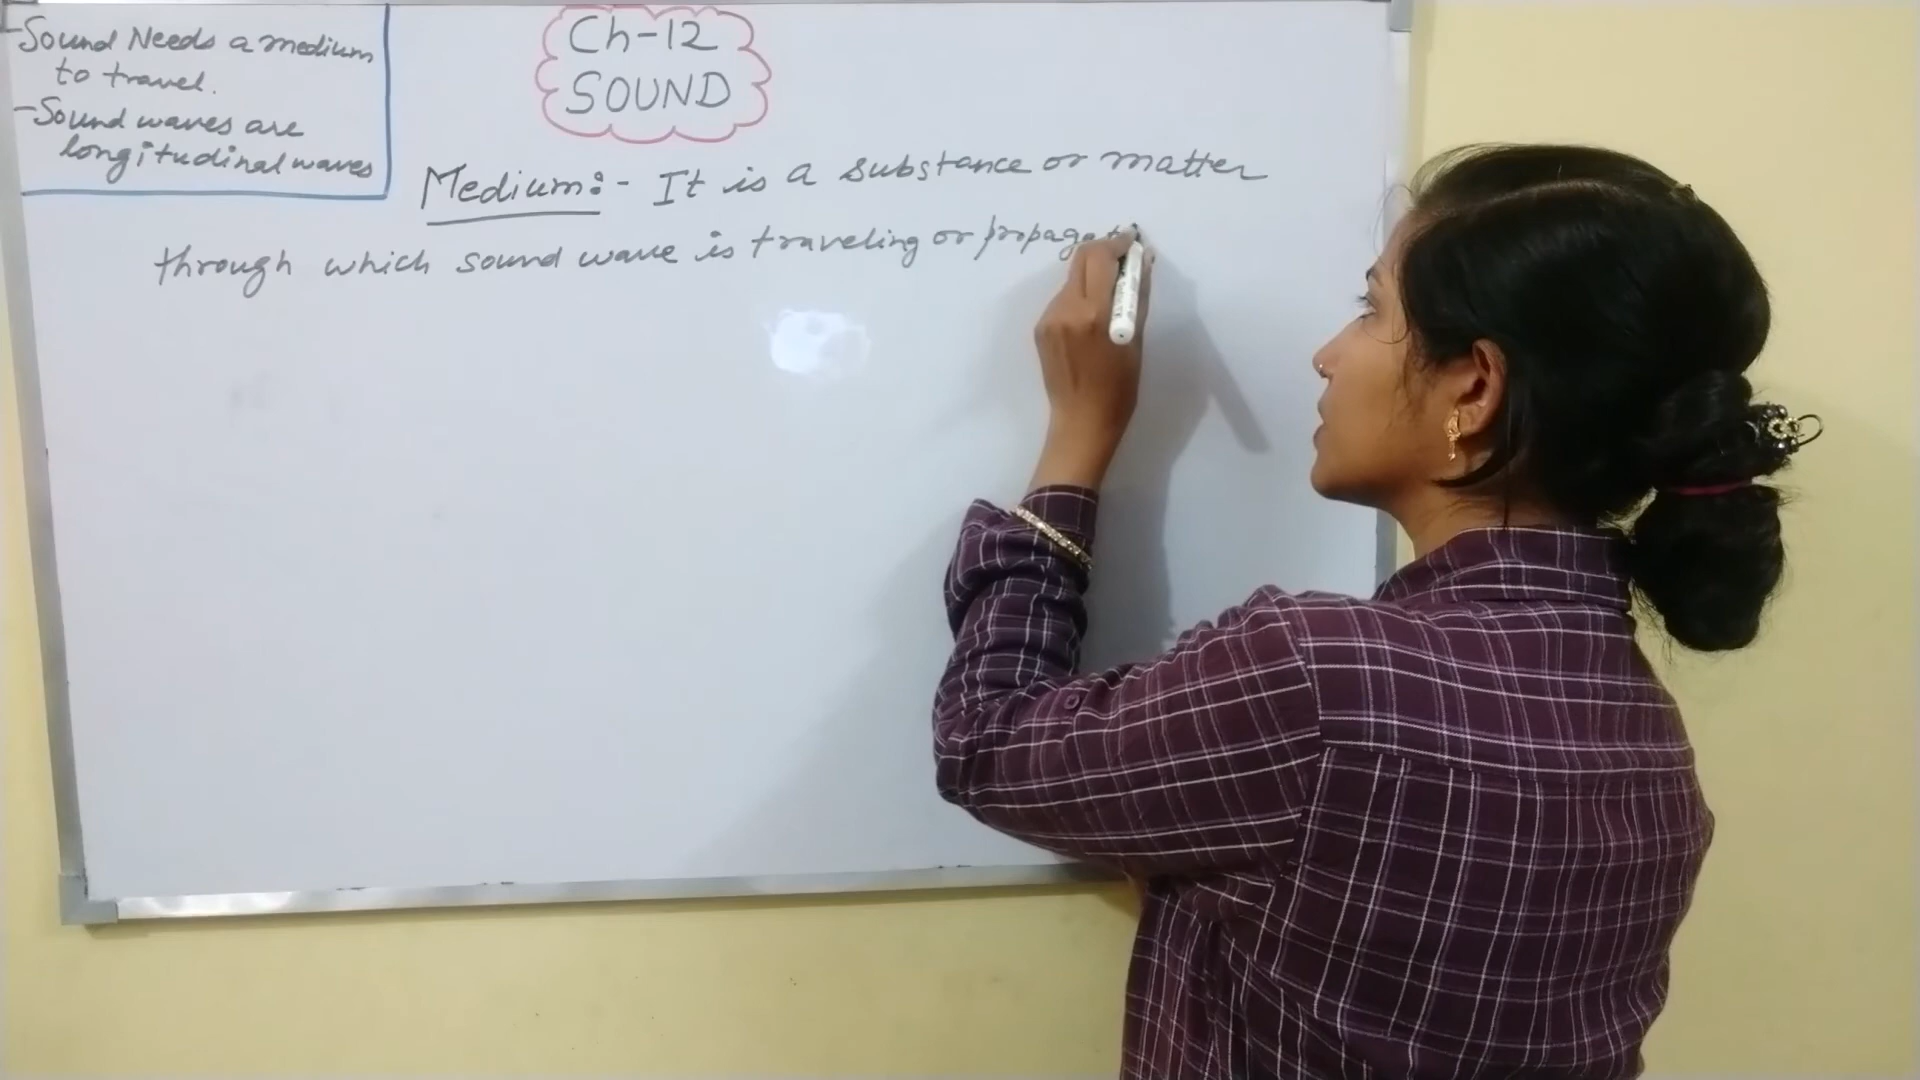 -Sound Needs a medium
to travel.
-Sound waves are
longitudinal waves
Ch-12
SOUND
Medium:- It is a substance or matter
through which sound wave is traveling or